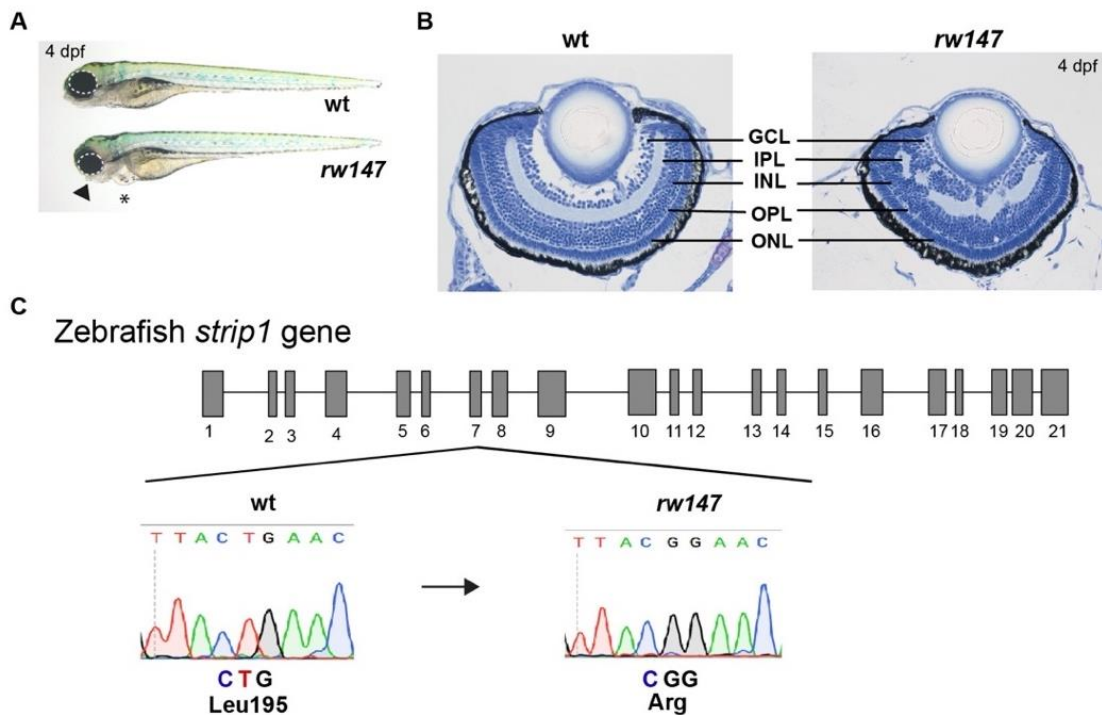 A
4 dpf
wt
rw147
*
B
wt
rw147
4 dpf
GCL
IPL
INL
OPL
ONL
C
Zebrafish strip1 gene
1 2 3 4 5 6 7 8 9 10 11 12 13 14 15 16 17 18 19 20 21
wt
rw147
T T A C T G A A C
T T A C G G A A C
C T G
Leu195
C GG
Arg